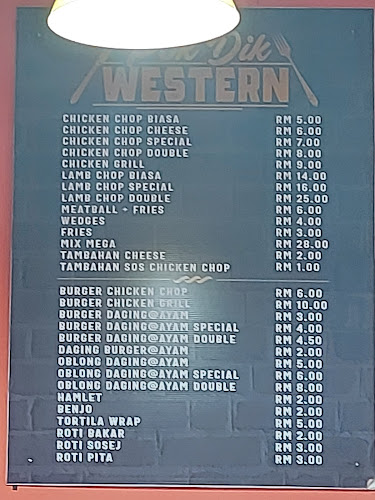 Dik
WESTERN
CHICKEN CHOP BIASA RM 5.00
CHICKEN CHOP CHEESE RM 6.00
CHICKEN CHOP SPECIAL RM 7.00
CHICKEN CHOP DOUBLE RM 8.00
CHICKEN GRILL RM 9.00
LAMB CHOP BIASA RM 14.00
LAMB CHOP SPECIAL RM 16.00
LAMB CHOP DOUBLE RM 25.00
MEATBALL + FRIES RM 6.00
WEDGES RM 4.00
FRIES RM 3.00
MIX MEGA RM 28.00
TAMBAHAN CHEESE RM 2.00
TAMBAHAN SOS CHICKEN CHOP RM 1.00
BURGER CHICKEN CHOP RM 6.00
BURGER CHICKEN GRILL RM 10.00
BURGER DAGING@AYAM RM 3.00
BURGER DAGING@AYAM SPECIAL RM 4.00
BURGER DAGING@AYAM DOUBLE RM 4.50
DAGING BURGER@AYAM RM 2.00
OBLONG DAGING@AYAM RM 5.00
OBLONG DAGING@AYAM SPECIAL RM 6.00
OBLONG DAGING@AYAM DOUBLE RM 8.00
HAMLET RM 2.00
BENJO RM 2.00
TORTILA WRAP RM 5.00
ROTI BAKAR RM 2.00
ROTI SOSEJ RM 3.00
ROTI PITA RM 3.00